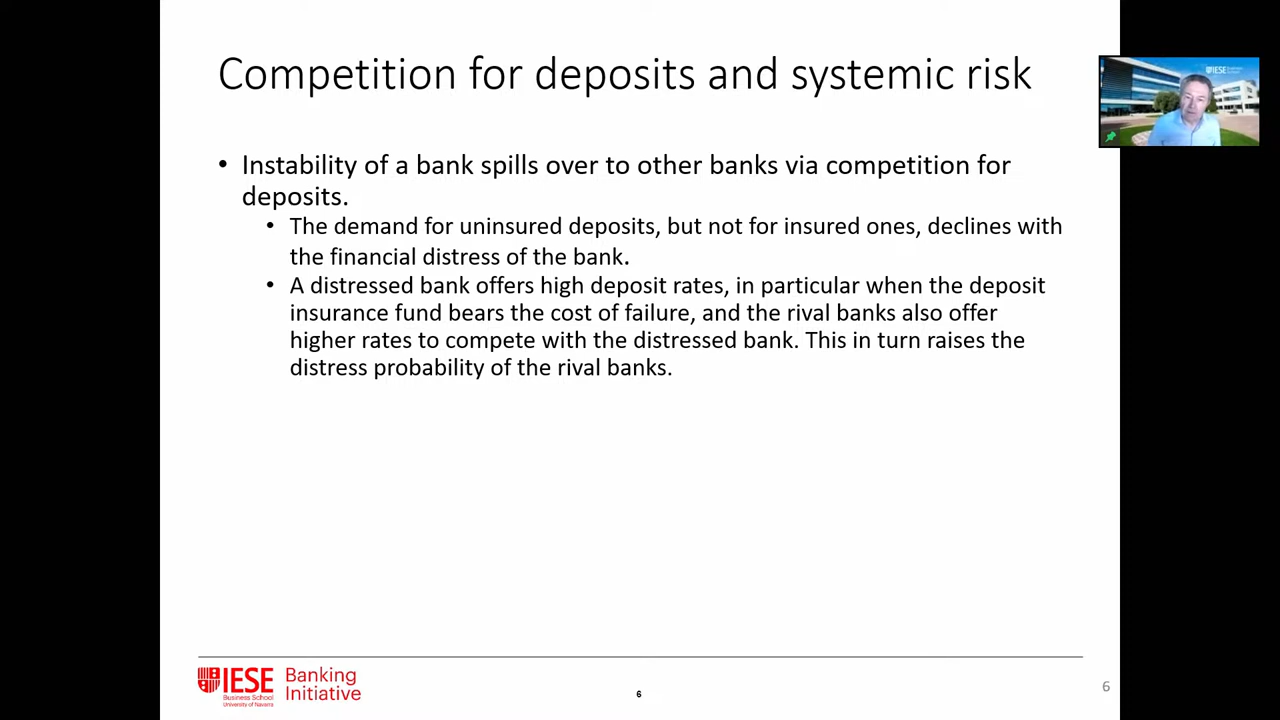 Competition for deposits and systemic risk
• Instability of a bank spills over to other banks via competition for
deposits.
• The demand for uninsured deposits, but not for insured ones, declines with
the financial distress of the bank.
• A distressed bank offers high deposit rates, in particular when the deposit
insurance fund bears the cost of failure, and the rival banks also offer
higher rates to compete with the distressed bank. This in turn raises the
distress probability of the rival banks.
IESE
Business School
University of Navarra
Banking
Initiative
6
6
IESE